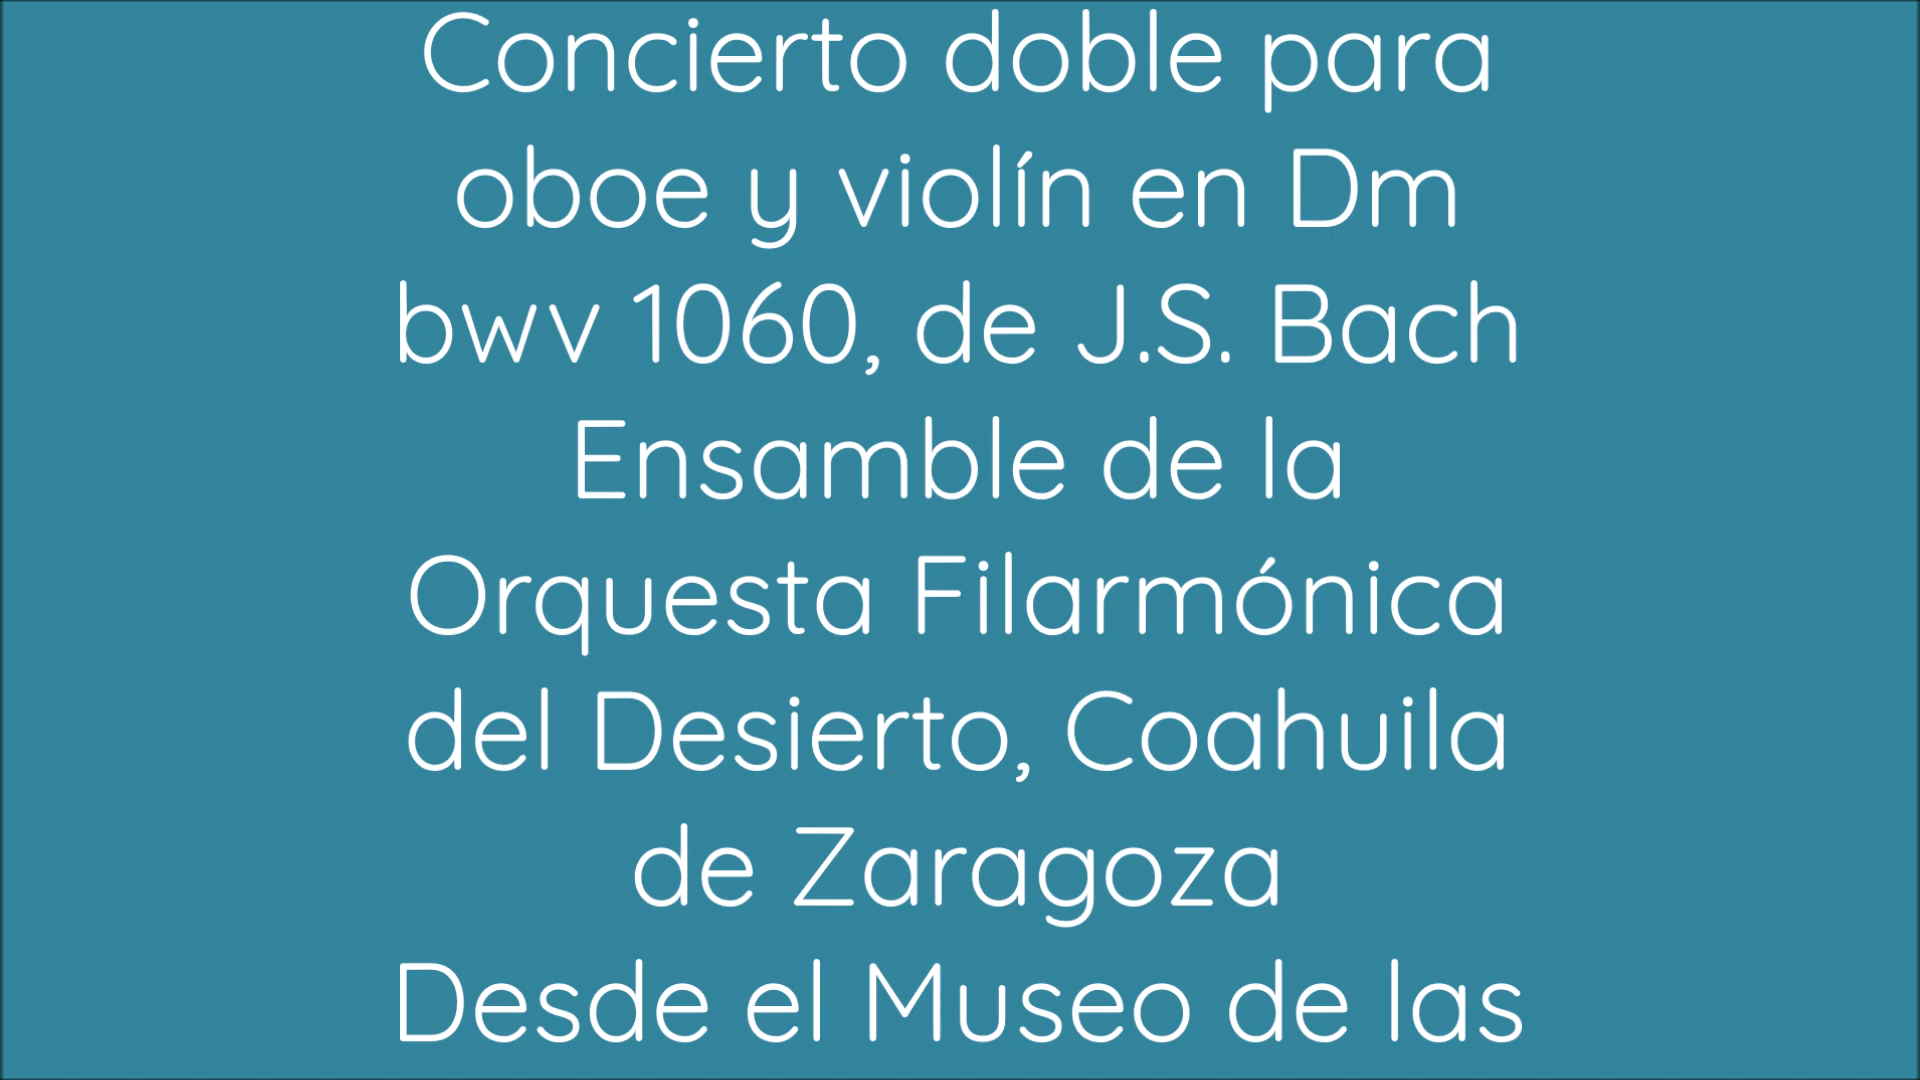 Concierto doble para
oboe y violín en Dm
bwv 1060, de J.S. Bach
Ensamble de la
Orquesta Filarmónica
del Desierto, Coahuila
de Zaragoza
Desde el Museo de las